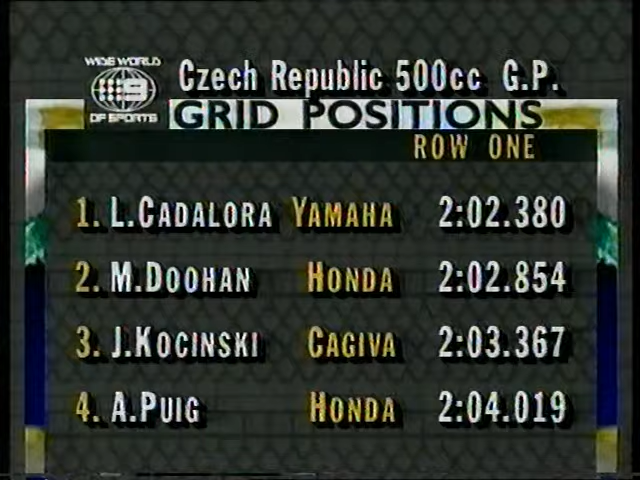 WIDE WORLD
9
OF SPORTS
Czech Republic 500cc G.P.
GRID POSITIONS
ROW ONE
1. L.CADALORA YAMAHA 2:02.380
2. M.DOOHAN HONDA 2:02.854
3. J.KOCINSKI CAGIVA 2:03.367
4. A.PUIG HONDA 2:04.019